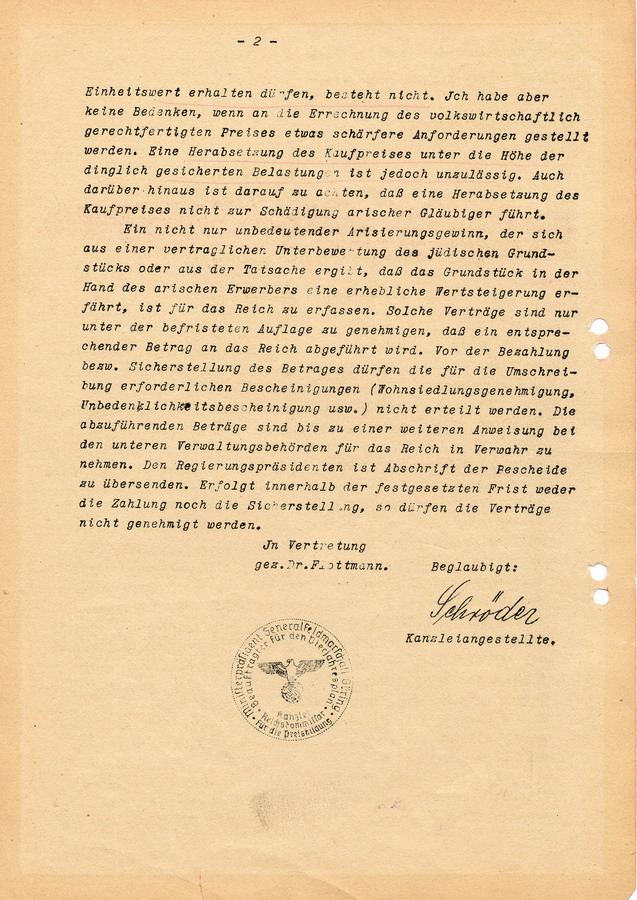 - 2 -
Einheitswert erhalten dürfen, besteht nicht. Jch habe aber
keine Bedenken, wenn an die Errechnung des volkswirtschaftlich
gerechtfertigten Preises etwas schärfere Anforderungen gestellt
werden. Eine Herabsetzung des Kaufpreises unter die Höhe der
dinglich gesicherten Belastungen ist jedoch unzulässig. Auch
darüber hinaus ist darauf zu achten, daß eine Herabsetzung des
Kaufpreises nicht zur Schädigung arischer Gläubiger führt.
Ein nicht nur unbedeutender Arisierungsgewinn, der sich
aus einer vertraglichen Unterbewertung des jüdischen Grund-
stücks oder aus der Tatsache ergibt, daß das Grundstück in der
Hand des arischen Erwerbers eine erhebliche Wertsteigerung er-
fährt, ist für das Reich zu erfassen. Solche Verträge sind nur
unter der befristeten Auflage zu genehmigen, daß ein entspre-
chender Betrag an das Reich abgeführt wird. Vor der Bezahlung
bezw. Sicherstellung des Betrages dürfen die für die Umschrei-
bung erforderlichen Bescheinigungen (Wohnsiedlungsgenehmigung,
Unbedenklichkeitsbescheinigung usw.) nicht erteilt werden. Die
abzuführenden Beträge sind bis zu einer weiteren Anweisung bei
den unteren Verwaltungsbehörden für das Reich in Verwahr zu
nehmen. Den Regierungspräsidenten ist Abschrift der Bescheide
zu übersenden. Erfolgt innerhalb der festgesetzten Frist weder
die Zahlung noch die Sicherstellung, so dürfen die Verträge
nicht genehmigt werden.
Jn Vertretung
gez. Dr. Flottmann. Beglaubigt:
Schröder
Kanzleiangestellte.
Ministerpräsident Generalfeldmarschall Göring
Beauftragter für den Vierjahresplan
Kanzlei
Reichskommissar
für die Preisbildung